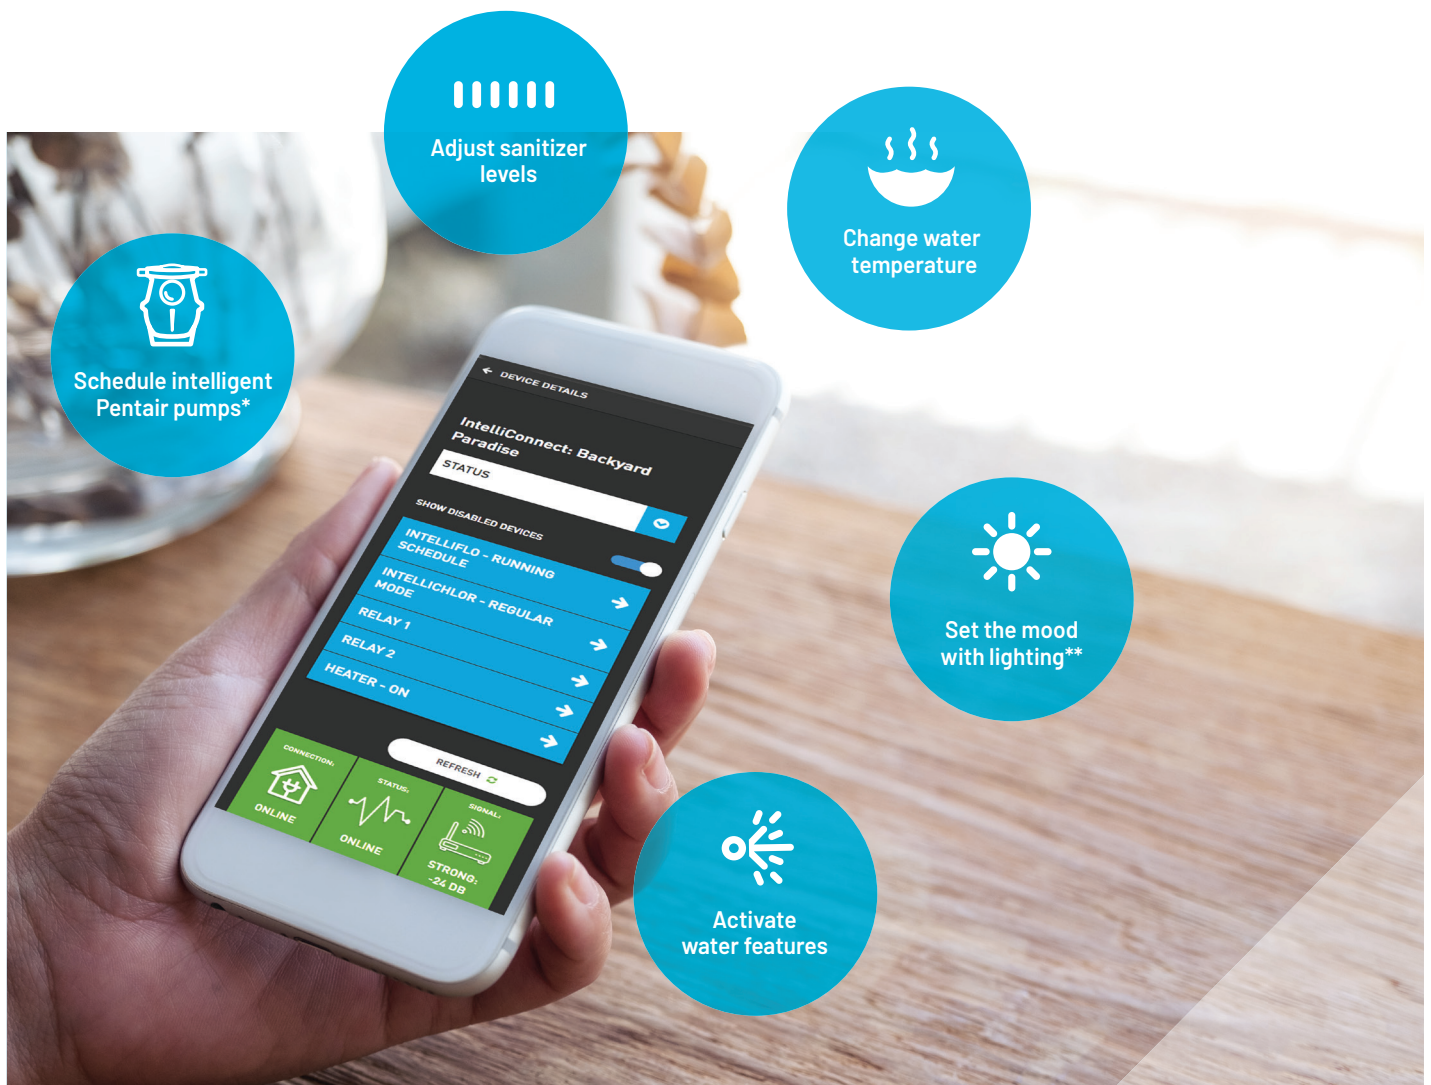 Adjust sanitizer
levels
Change water
temperature
Schedule intelligent
Pentair pumps*
Set the mood
with lighting**
Activate
water features
DEVICE DETAILS
IntelliConnect: Backyard
Paradise
STATUS
SHOW DISABLED DEVICES
INTELLIFLO - RUNNING
SCHEDULE
INTELLICHLOR - REGULAR
MODE
RELAY 1
RELAY 2
HEATER - ON
REFRESH
CONNECTION:
ONLINE
STATUS:
ONLINE
SIGNAL:
STRONG:
-24 DB